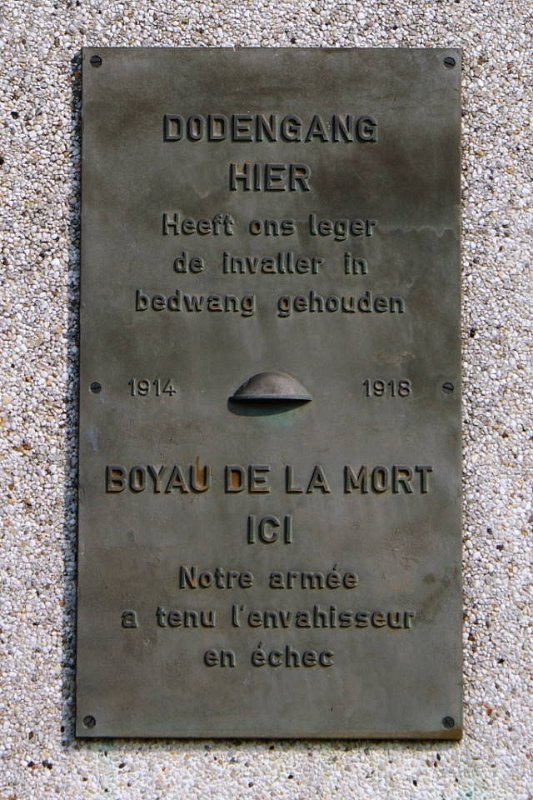 DODENGANG
HIER
Heeft ons leger
de invaller in
bedwang gehouden
1914 1918
BOYAU DE LA MORT
ICI
Notre armée
a tenu l'envahisseur
en échec